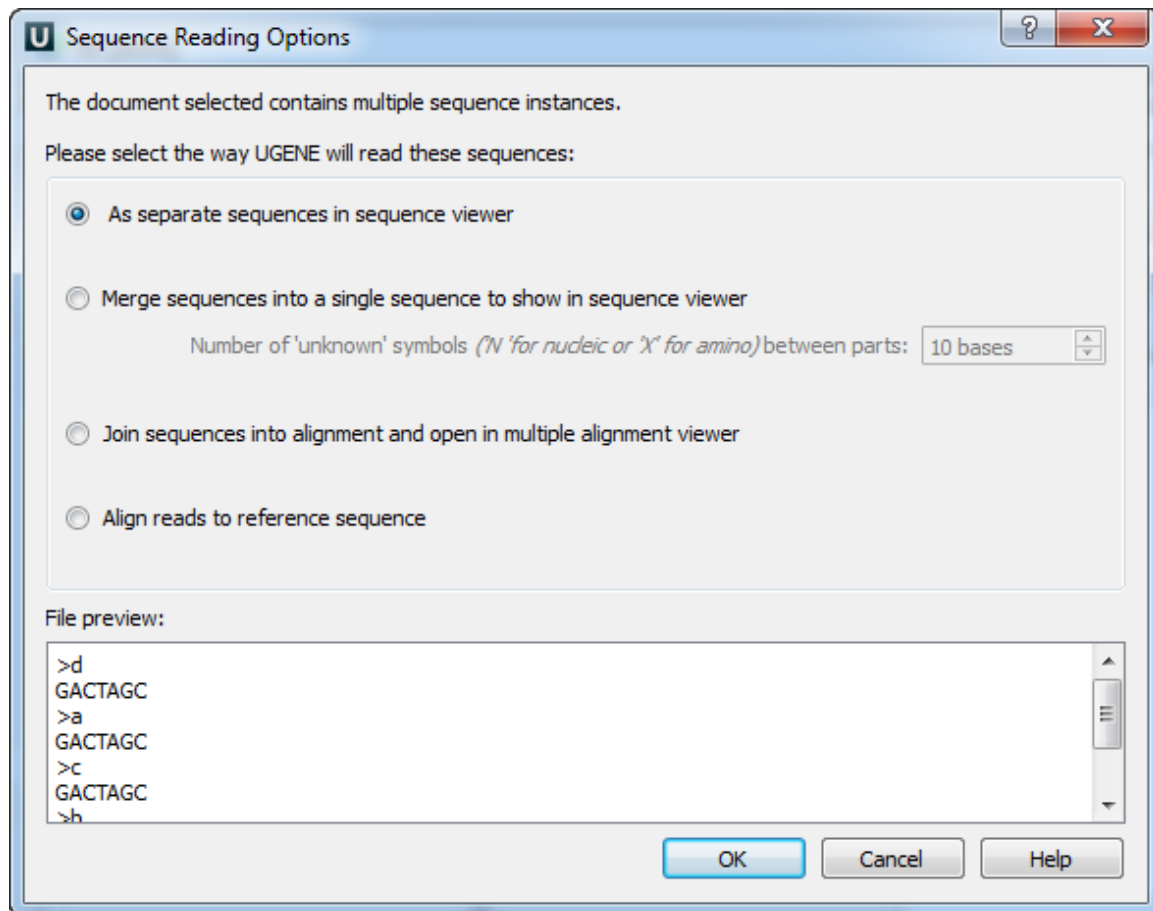 U Sequence Reading Options
The document selected contains multiple sequence instances.
Please select the way UGENE will read these sequences:
As separate sequences in sequence viewer
Merge sequences into a single sequence to show in sequence viewer
Number of 'unknown' symbols ('N 'for nucleic or 'X' for amino) between parts: 10 bases
Join sequences into alignment and open in multiple alignment viewer
Align reads to reference sequence
File preview:
>d
GACTAGC
>a
GACTAGC
>c
GACTAGC
OK Cancel Help